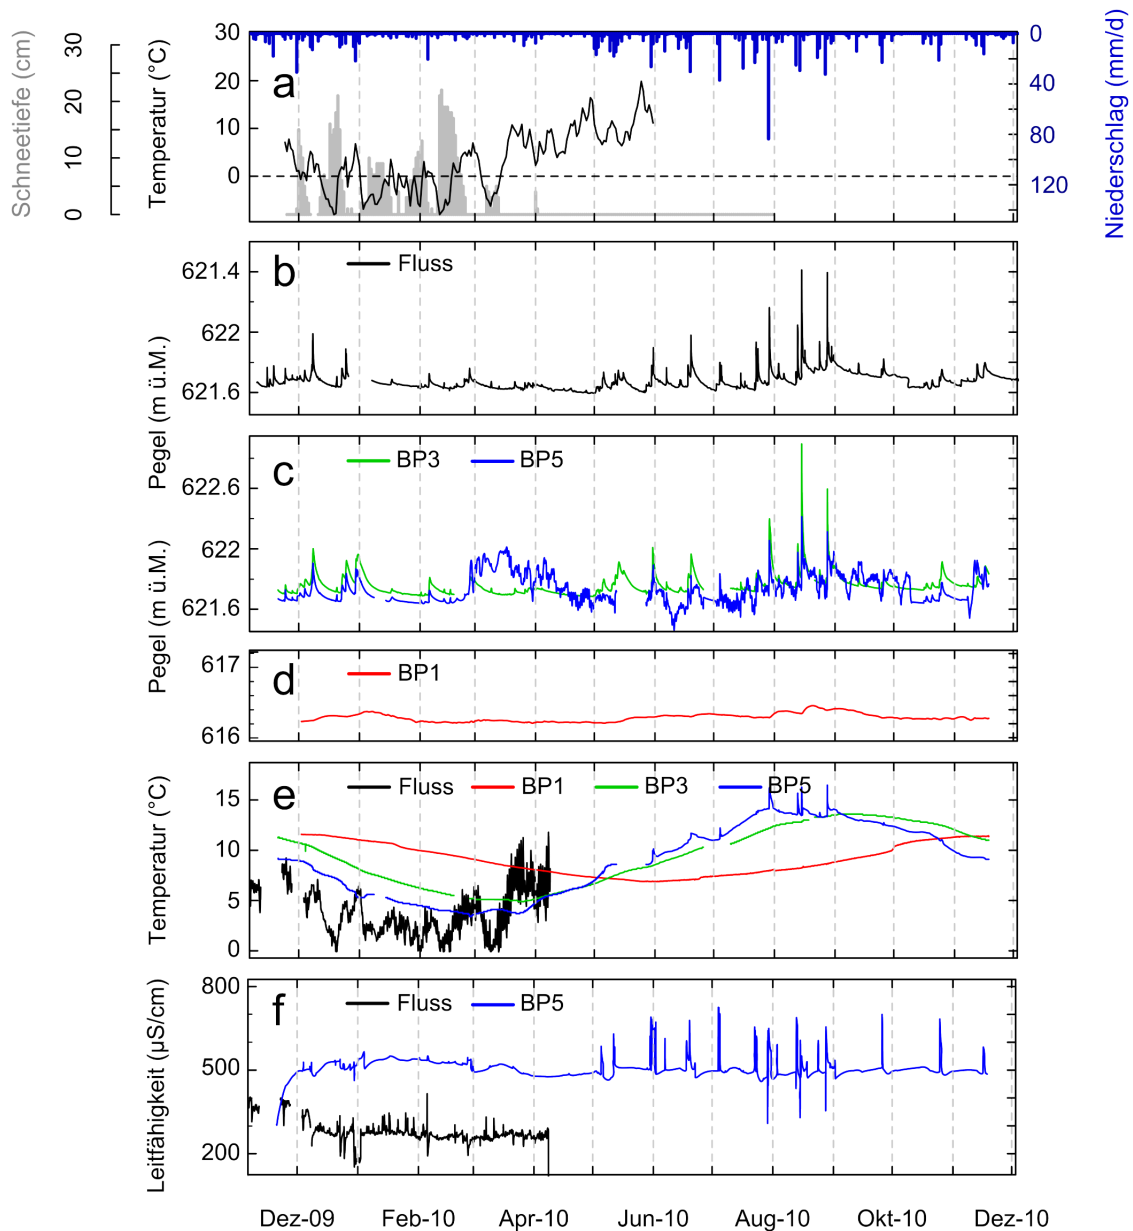 Schneetiefe (cm)
30
20
10
0
Temperatur (°C)
30
20
10
0
a
0
40
80
120
Niederschlag (mm/d)
b
Fluss
621.4
622
621.6
Pegel (m ü.M.)
c
BP3
BP5
622.6
622
621.6
Pegel (m ü.M.)
d
BP1
617
616
e
Fluss
BP1
BP3
BP5
Temperatur (°C)
15
10
5
0
f
Fluss
BP5
Leitfähigkeit (µS/cm)
800
500
200
Dez-09 Feb-10 Apr-10 Jun-10 Aug-10 Okt-10 Dez-10